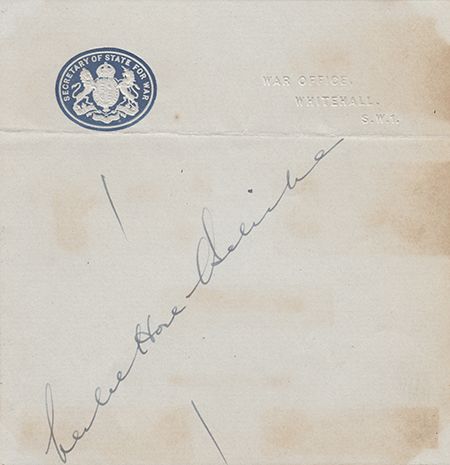 SECRETARY OF STATE FOR WAR
WAR OFFICE,
WHITEHALL.
S.W.1.
Leslie Hore-Belisha